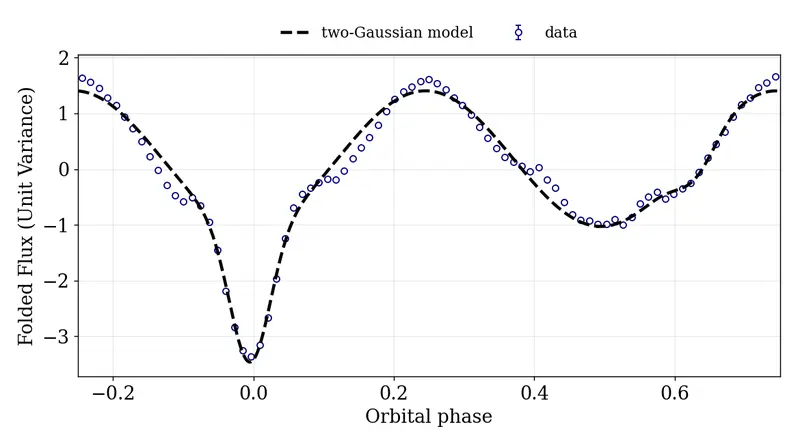 two-Gaussian model
data
Folded Flux (Unit Variance)
2
1
0
−1
−2
−3
−0.2
0.0
0.2
0.4
0.6
Orbital phase